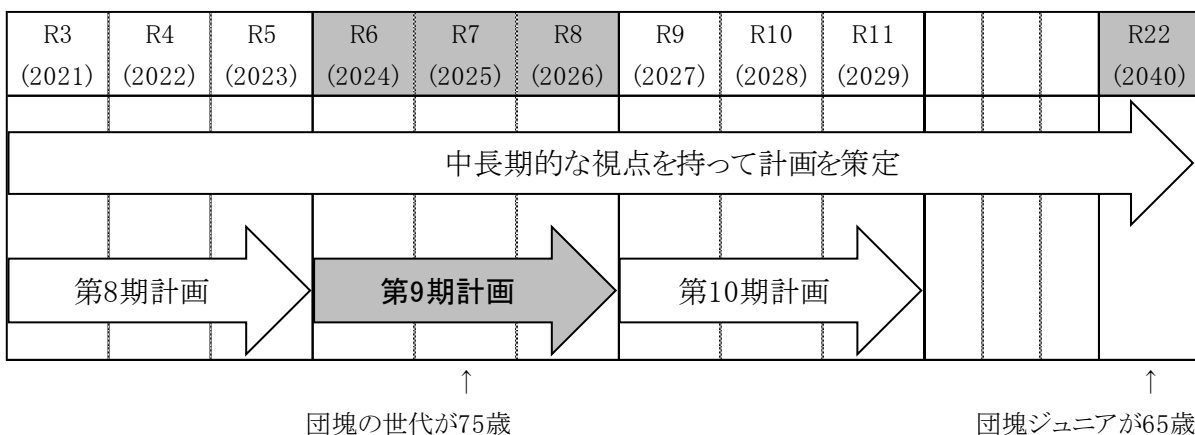 R3 R4 R5 R6 R7 R8 R9 R10 R11 R22
(2021) (2022) (2023) (2024) (2025) (2026) (2027) (2028) (2029) (2040)
中長期的な視点を持って計画を策定
第8期計画 第9期計画 第10期計画
↑ ↑
団塊の世代が75歳 団塊ジュニアが65歳